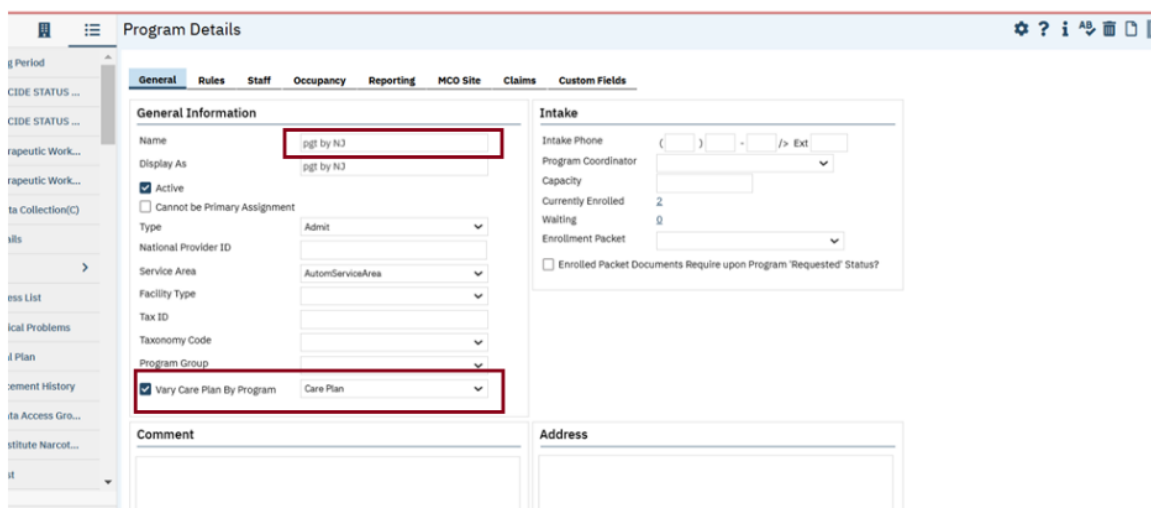 Program Details
g Period
CIDE STATUS ...
CIDE STATUS ...
rapeutic Work...
rapeutic Work...
ta Collection(C)
ails
ess List
ical Problems
l Plan
cement History
ata Access Gro...
stitute Narcot...
st
General Rules Staff Occupancy Reporting MCO Site Claims Custom Fields
General Information
Name pgt by NJ
Display As pgt by NJ
Active
Cannot be Primary Assignment
Type Admit
National Provider ID
Service Area AutomServiceArea
Facility Type
Tax ID
Taxonomy Code
Program Group
Vary Care Plan By Program Care Plan
Intake
Intake Phone ( ) - /> Ext
Program Coordinator
Capacity
Currently Enrolled 2
Waiting 0
Enrollment Packet
Enrolled Packet Documents Require upon Program 'Requested' Status?
Comment
Address